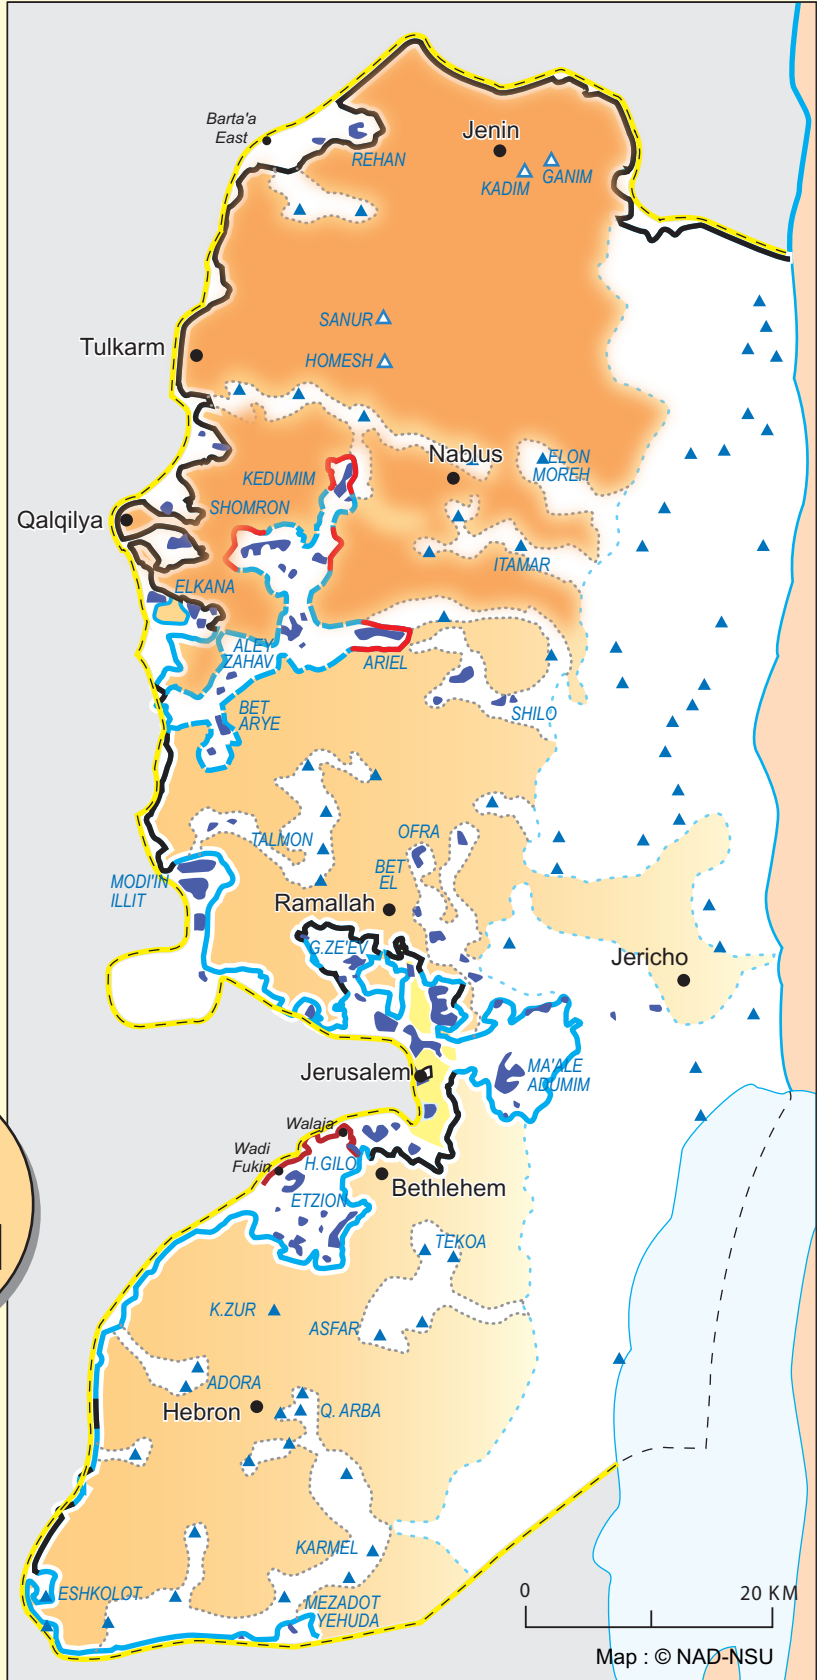 Barta'a
East
Jenin
REHAN
KADIM
GANIM
SANUR
Tulkarm
HOMESH
Nablus
ELON
MOREH
KEDUMIM
SHOMRON
Qalqilya
ITAMAR
ELKANA
ALEY
ZAHAV
ARIEL
BET
ARYE
SHILO
TALMON
OFRA
BET
EL
MODI'IN
ILLIT
Ramallah
G.ZE'EV
Jericho
Jerusalem
MA'ALE
ADUMIM
Walaja
Wadi
Fukin
H.GILO
ETZION
Bethlehem
TEKOA
K.ZUR
ASFAR
ADORA
Hebron
Q. ARBA
KARMEL
ESHKOLOT
MEZADOT
YEHUDA
0
20 KM
Map : © NAD-NSU